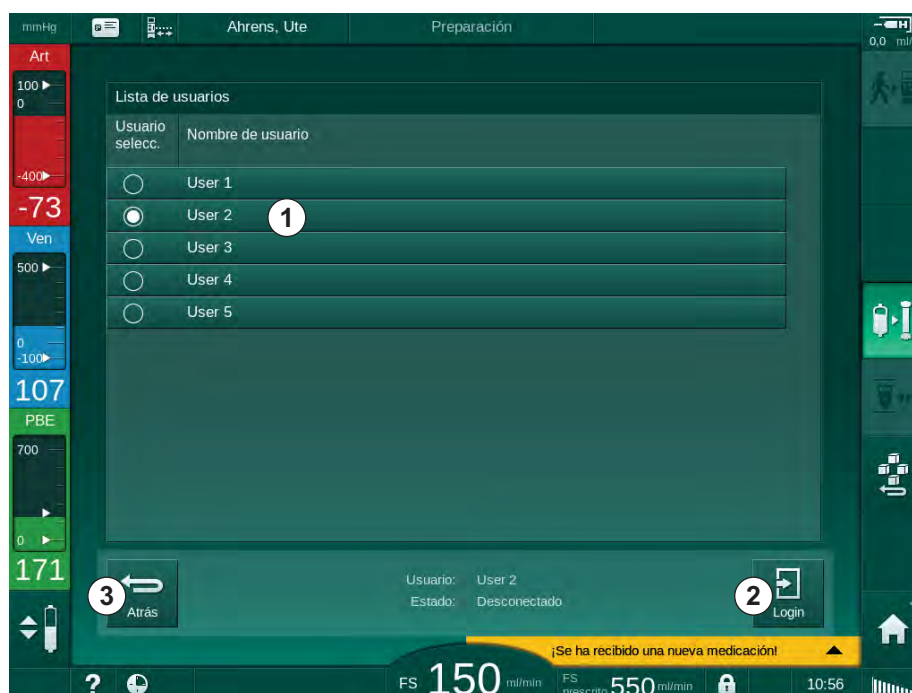 mmHg
Ahrens, Ute
Preparación
0,0 ml/
Art
100
0
-400
-73
Ven
500
0
-100
107
PBE
700
0
171
Lista de usuarios
Usuario selecc.
Nombre de usuario
User 1
User 2
1
User 3
User 4
User 5
3
Atrás
Usuario: User 2
Estado: Desconectado
2
Login
¡Se ha recibido una nueva medicación!
?
FS 150 ml/min
FS prescrito 550 ml/min
10:56